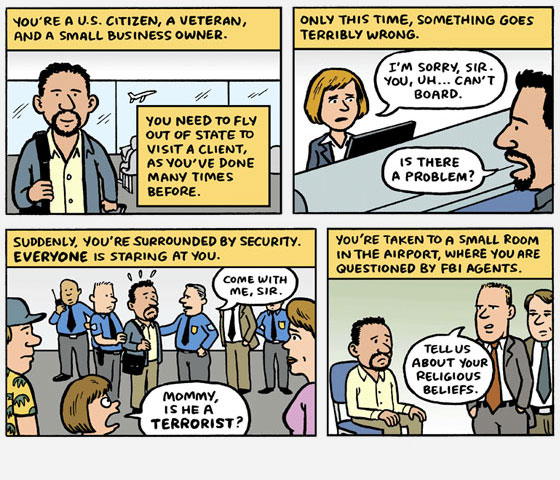 YOU'RE A U.S. CITIZEN, A VETERAN,
AND A SMALL BUSINESS OWNER.
YOU NEED TO FLY
OUT OF STATE TO
VISIT A CLIENT,
AS YOU'VE DONE
MANY TIMES
BEFORE.
ONLY THIS TIME, SOMETHING GOES
TERRIBLY WRONG.
I'M SORRY, SIR.
YOU, UH... CAN'T
BOARD.
IS THERE
A PROBLEM?
SUDDENLY, YOU'RE SURROUNDED BY SECURITY.
EVERYONE IS STARING AT YOU.
COME WITH
ME, SIR.
MOMMY,
IS HE A
TERRORIST?
YOU'RE TAKEN TO A SMALL ROOM
IN THE AIRPORT, WHERE YOU ARE
QUESTIONED BY FBI AGENTS.
TELL US
ABOUT YOUR
RELIGIOUS
BELIEFS.